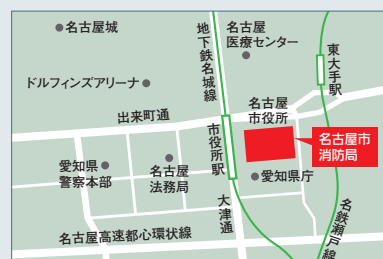 名古屋城
地下鉄名城線
名古屋
医療センター
東大手駅
ドルフィンズアリーナ
出来町通
名古屋
市役所
市役所駅
名古屋市
消防局
愛知県
警察本部
名古屋
法務局
愛知県庁
大津通
名鉄瀬戸線
名古屋高速都心環状線